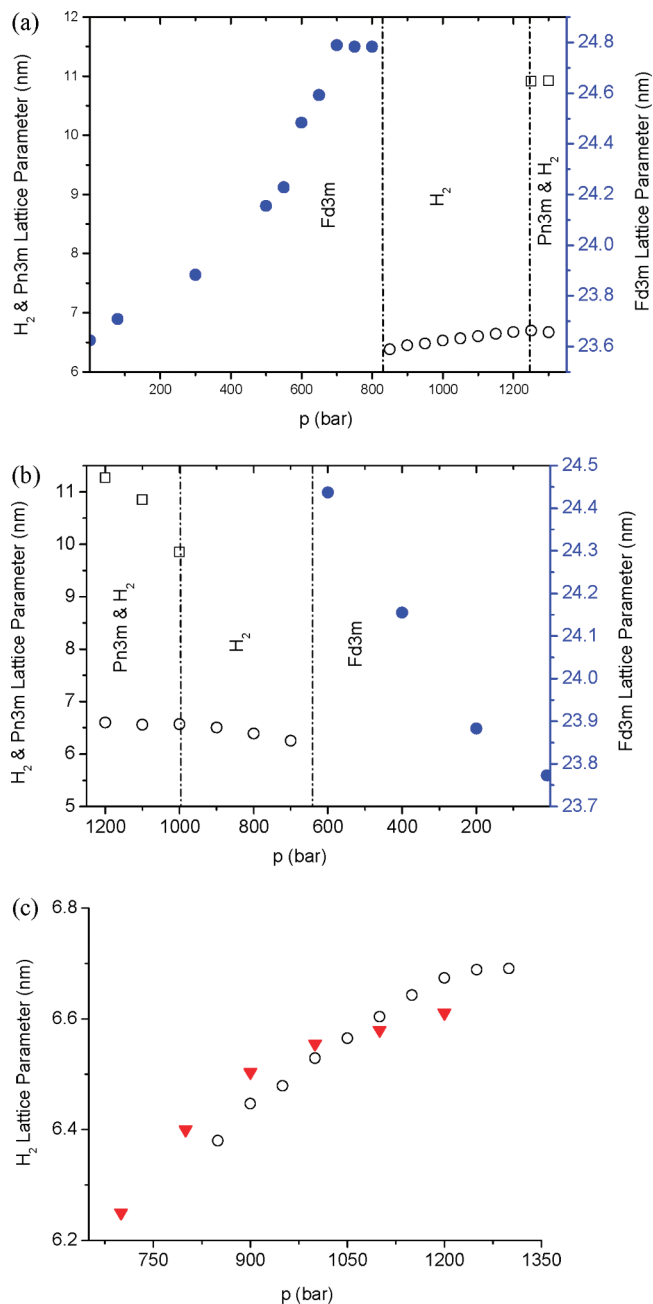 (a)
12
11
10
9
8
7
6
H₂ & Pn3m Lattice Parameter (nm)
Fd3m
H₂
Pn3m & H₂
24.8
24.6
24.4
24.2
24.0
23.8
23.6
Fd3m Lattice Parameter (nm)
200 400 600 800 1000 1200
p (bar)
(b)
11
10
9
8
7
6
5
H₂ & Pn3m Lattice Parameter (nm)
Pn3m & H₂
H₂
Fd3m
24.5
24.4
24.3
24.2
24.1
24.0
23.9
23.8
23.7
Fd3m Lattice Parameter (nm)
1200 1000 800 600 400 200
p (bar)
(c)
6.8
6.6
6.4
6.2
H₂ Lattice Parameter (nm)
750 900 1050 1200 1350
p (bar)